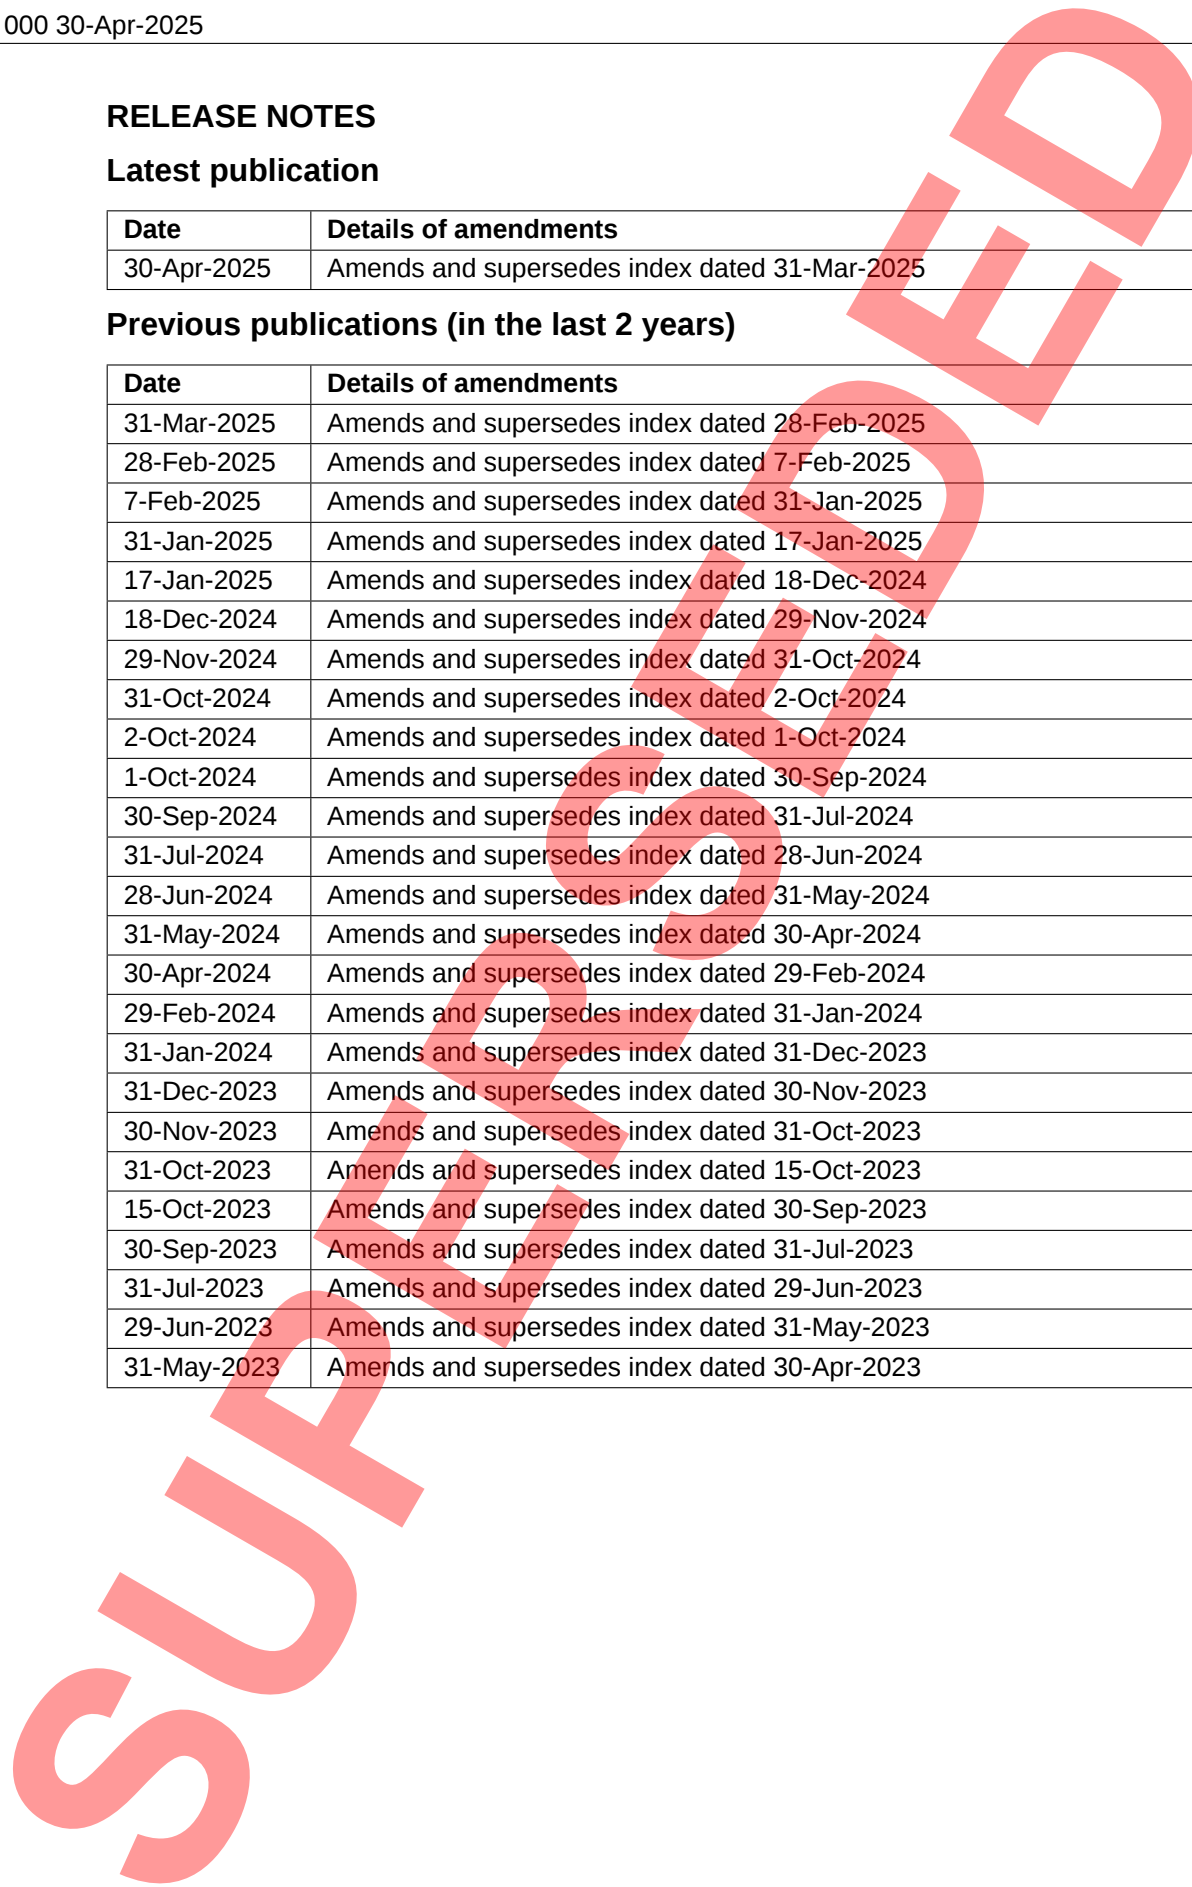 000 30-Apr-2025
RELEASE NOTES
Latest publication
Date Details of amendments
30-Apr-2025 Amends and supersedes index dated 31-Mar-2025
Previous publications (in the last 2 years)
Date Details of amendments
31-Mar-2025 Amends and supersedes index dated 28-Feb-2025
28-Feb-2025 Amends and supersedes index dated 7-Feb-2025
7-Feb-2025 Amends and supersedes index dated 31-Jan-2025
31-Jan-2025 Amends and supersedes index dated 17-Jan-2025
17-Jan-2025 Amends and supersedes index dated 18-Dec-2024
18-Dec-2024 Amends and supersedes index dated 29-Nov-2024
29-Nov-2024 Amends and supersedes index dated 31-Oct-2024
31-Oct-2024 Amends and supersedes index dated 2-Oct-2024
2-Oct-2024 Amends and supersedes index dated 1-Oct-2024
1-Oct-2024 Amends and supersedes index dated 30-Sep-2024
30-Sep-2024 Amends and supersedes index dated 31-Jul-2024
31-Jul-2024 Amends and supersedes index dated 28-Jun-2024
28-Jun-2024 Amends and supersedes index dated 31-May-2024
31-May-2024 Amends and supersedes index dated 30-Apr-2024
30-Apr-2024 Amends and supersedes index dated 29-Feb-2024
29-Feb-2024 Amends and supersedes index dated 31-Jan-2024
31-Jan-2024 Amends and supersedes index dated 31-Dec-2023
31-Dec-2023 Amends and supersedes index dated 30-Nov-2023
30-Nov-2023 Amends and supersedes index dated 31-Oct-2023
31-Oct-2023 Amends and supersedes index dated 15-Oct-2023
15-Oct-2023 Amends and supersedes index dated 30-Sep-2023
30-Sep-2023 Amends and supersedes index dated 31-Jul-2023
31-Jul-2023 Amends and supersedes index dated 29-Jun-2023
29-Jun-2023 Amends and supersedes index dated 31-May-2023
31-May-2023 Amends and supersedes index dated 30-Apr-2023
SUPERSEDED